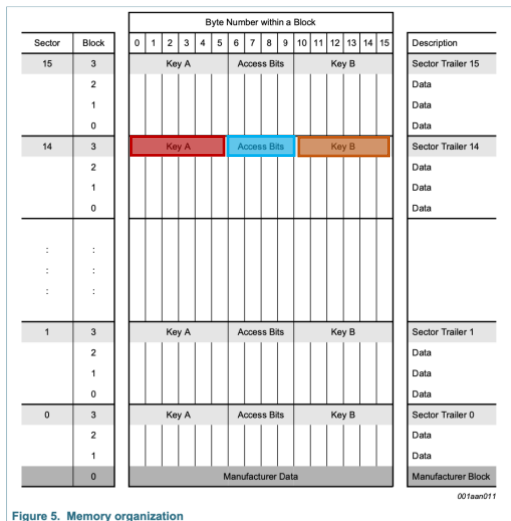 Byte Number within a Block
Sector Block 0 1 2 3 4 5 6 7 8 9 10 11 12 13 14 15 Description
15 3 Key A Access Bits Key B Sector Trailer 15
2 Data
1 Data
0 Data
14 3 Key A Access Bits Key B Sector Trailer 14
2 Data
1 Data
0 Data
: :
: :
: :
1 3 Key A Access Bits Key B Sector Trailer 1
2 Data
1 Data
0 Data
0 3 Key A Access Bits Key B Sector Trailer 0
2 Data
1 Data
0 Manufacturer Data Manufacturer Block
001aan011
Figure 5. Memory organization